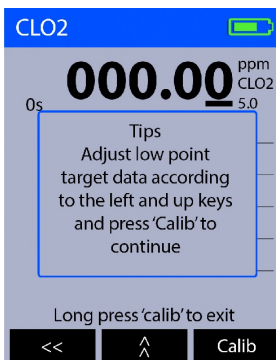 CLO2
000.00
ppm
CLO2
5.0
0s
Tips
Adjust low point
target data according
to the left and up keys
and press 'Calib' to
continue
Long press 'calib' to exit
<< ^^ Calib